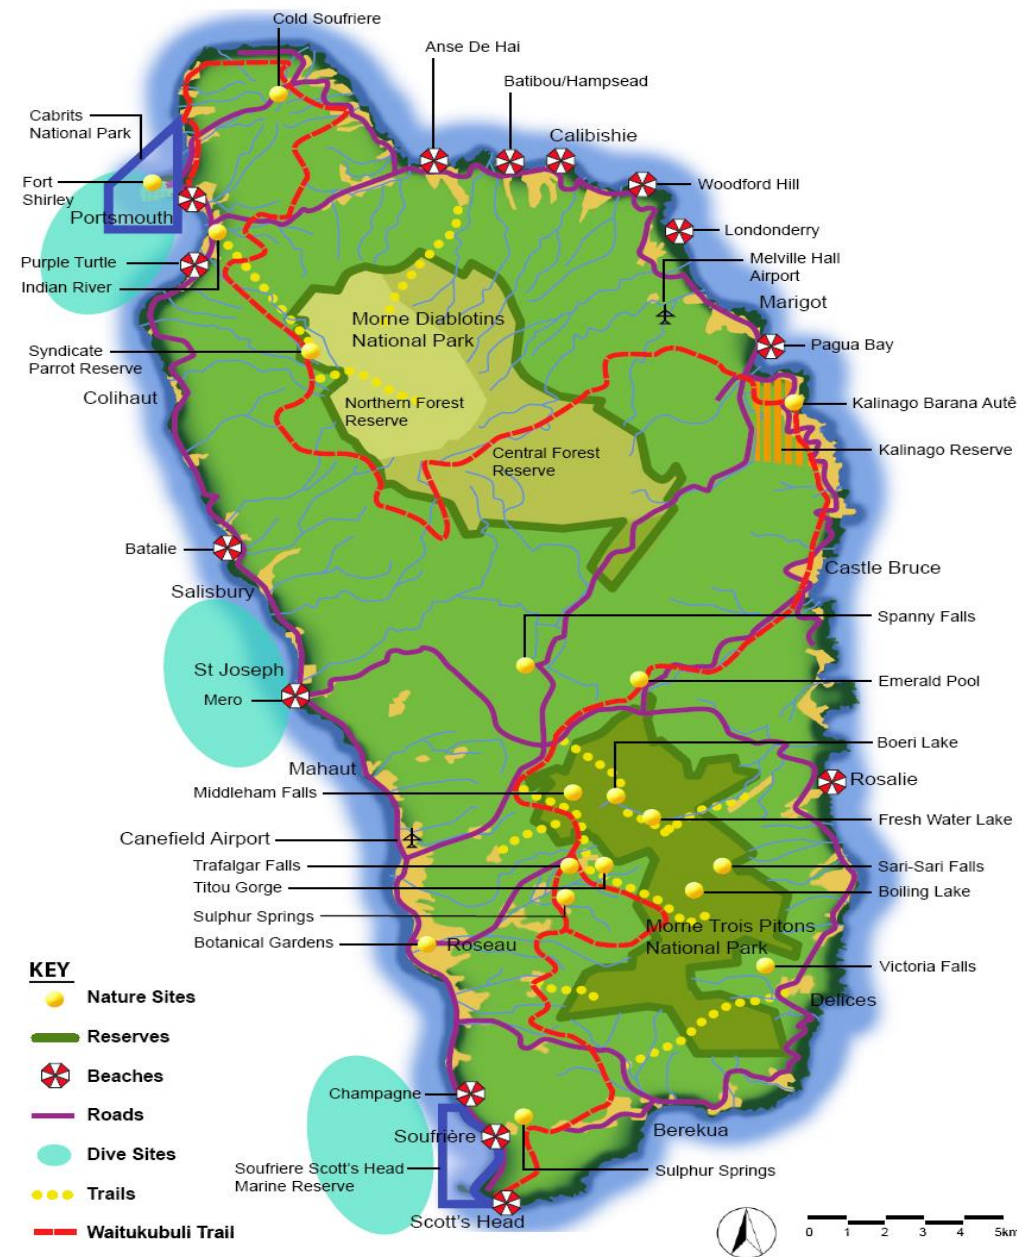 Cold Soufriere
Anse De Hai
Batibou/Hampsead
Calibishie
Cabrits
National Park
Fort
Shirley
Portsmouth
Woodford Hill
Londonderry
Purple Turtle
Indian River
Melville Hall
Airport
Marigot
Morne Diablotins
National Park
Syndicate
Parrot Reserve
Pagua Bay
Colihaut
Northern Forest
Reserve
Kalinago Barana Autê
Central Forest
Reserve
Kalinago Reserve
Batalie
Castle Bruce
Salisbury
Spanny Falls
St Joseph
Mero
Emerald Pool
Boeri Lake
Mahaut
Rosalie
Middleham Falls
Fresh Water Lake
Canefield Airport
Trafalgar Falls
Sari-Sari Falls
Titou Gorge
Boiling Lake
Sulphur Springs
Morne Trois Pitons
National Park
Botanical Gardens
Roseau
Victoria Falls
Delices
KEY
Nature Sites
Reserves
Beaches
Roads
Dive Sites
Trails
Waitukubuli Trail
Champagne
Soufrière
Berekua
Soufriere Scott's Head
Marine Reserve
Sulphur Springs
Scott's Head
0 1 2 3 4 5km